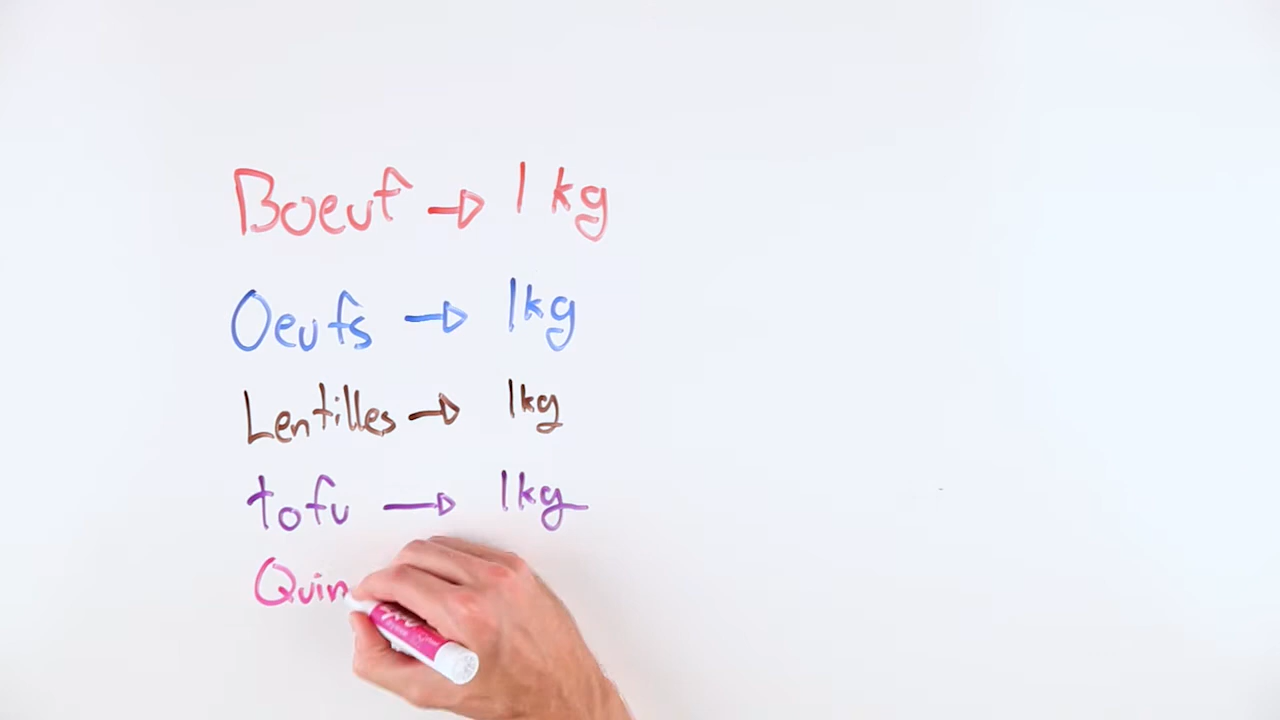 Boeuf → 1 kg
Oeufs → 1kg
Lentilles → 1kg
tofu → 1kg
Quin